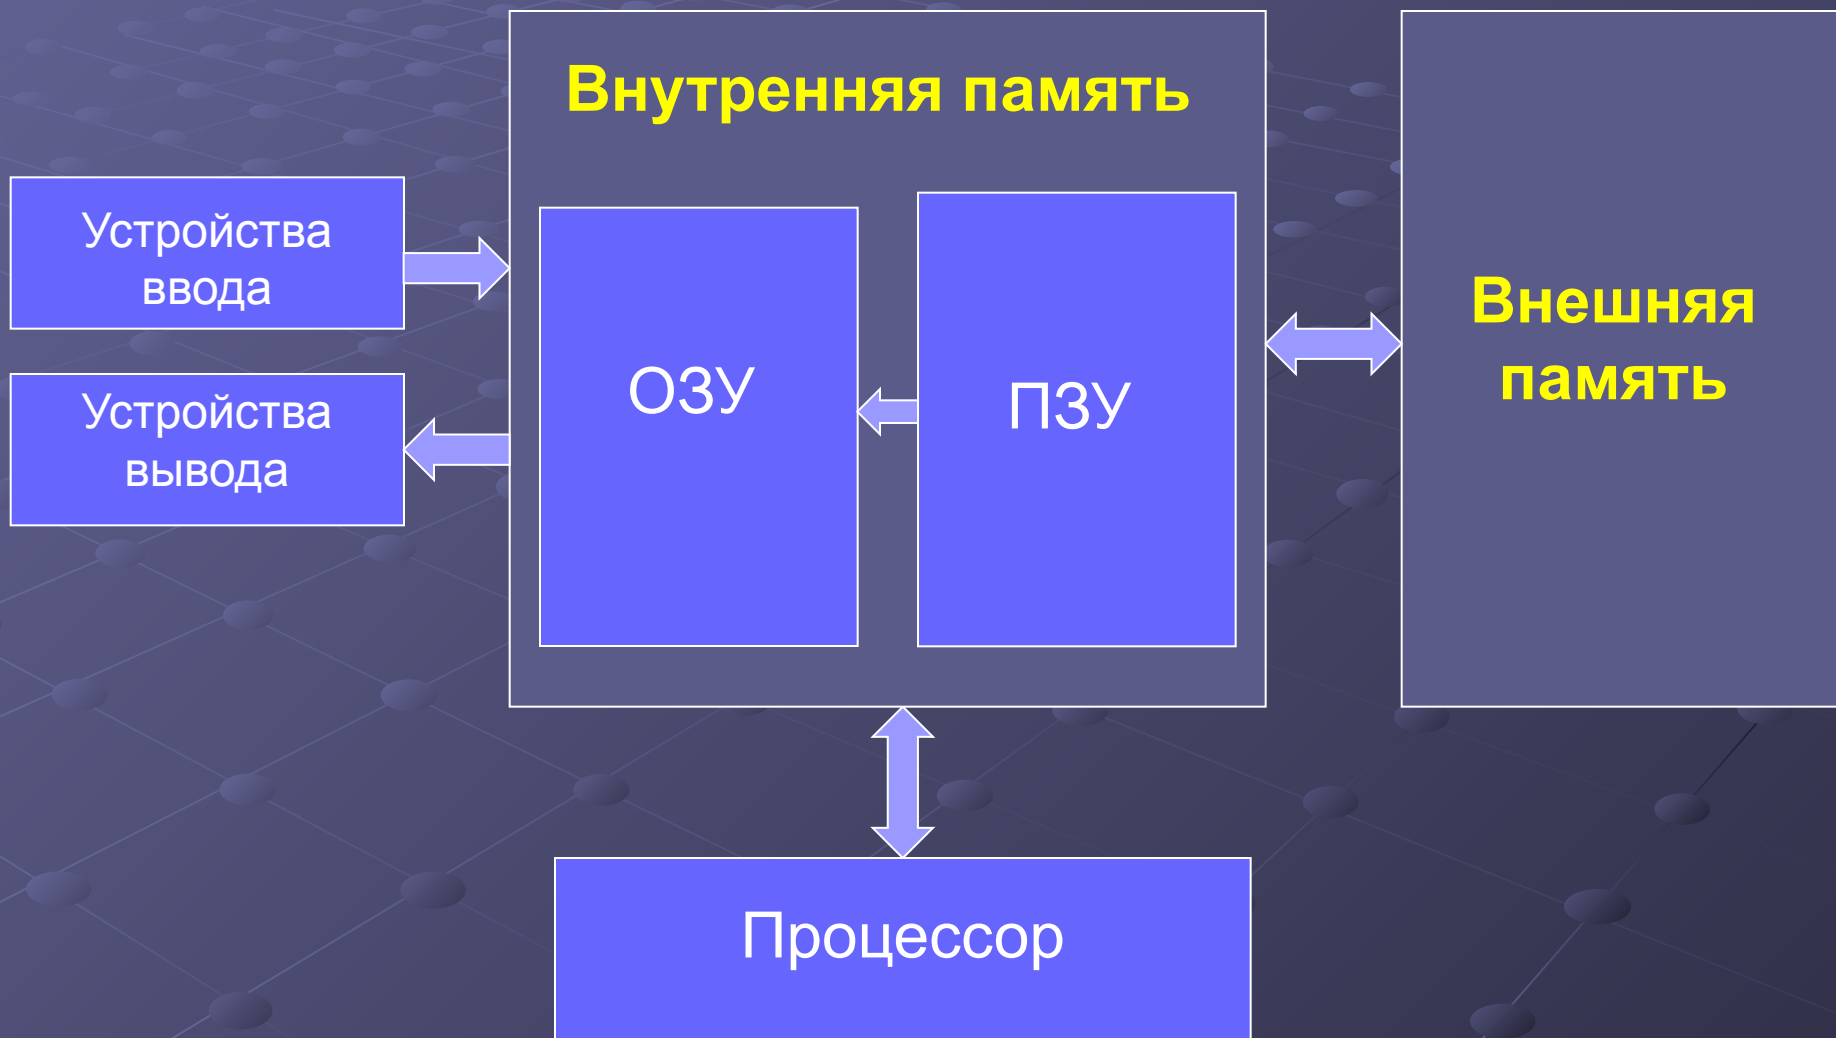 Внутренняя память
Устройства
ввода
Устройства
вывода
ОЗУ
ПЗУ
Внешняя
память
Процессор